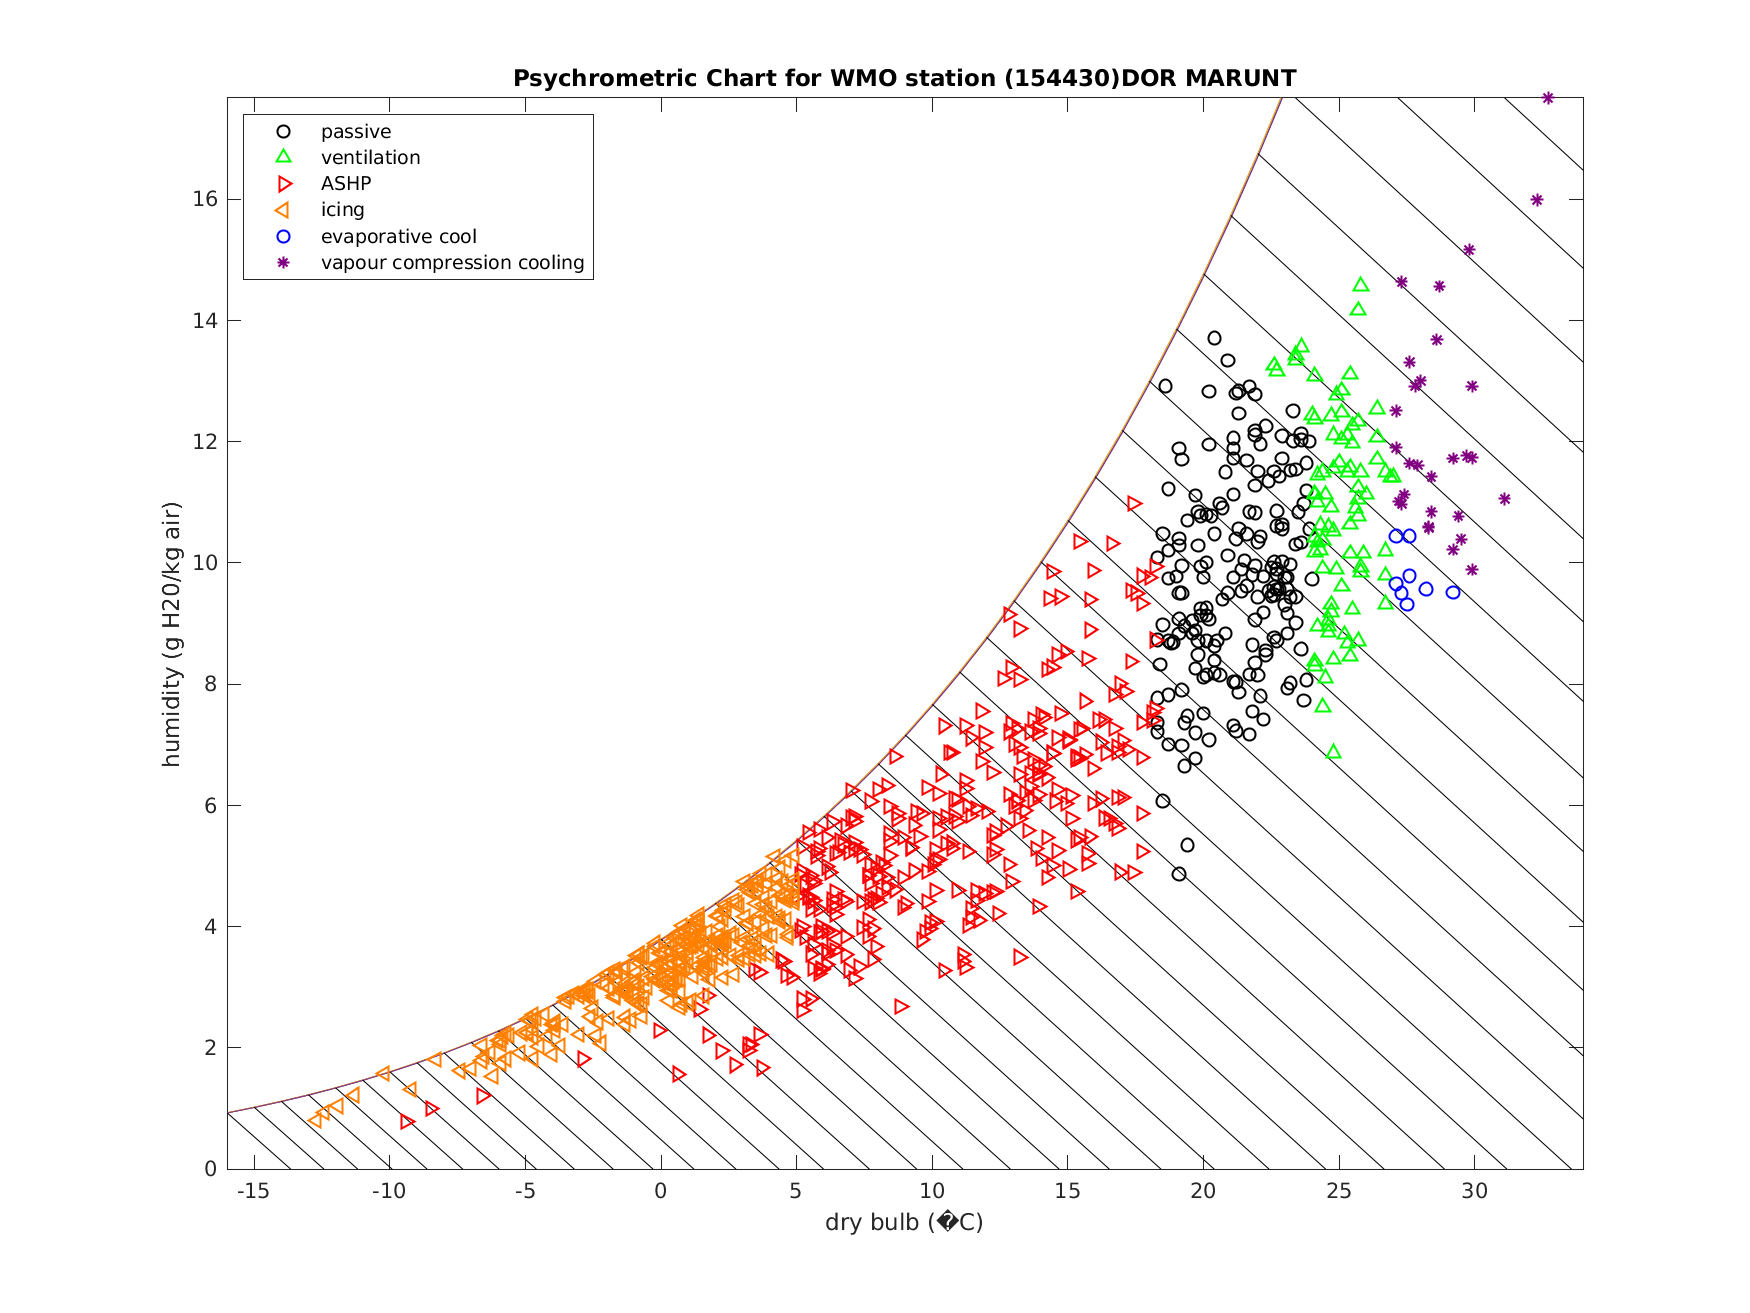 Psychrometric Chart for WMO station (154430)DOR MARUNT
passive
ventilation
ASHP
icing
evaporative cool
vapour compression cooling
humidity (g H20/kg air)
16
14
12
10
8
6
4
2
0
-15 -10 -5 0 5 10 15 20 25 30
dry bulb (�C)